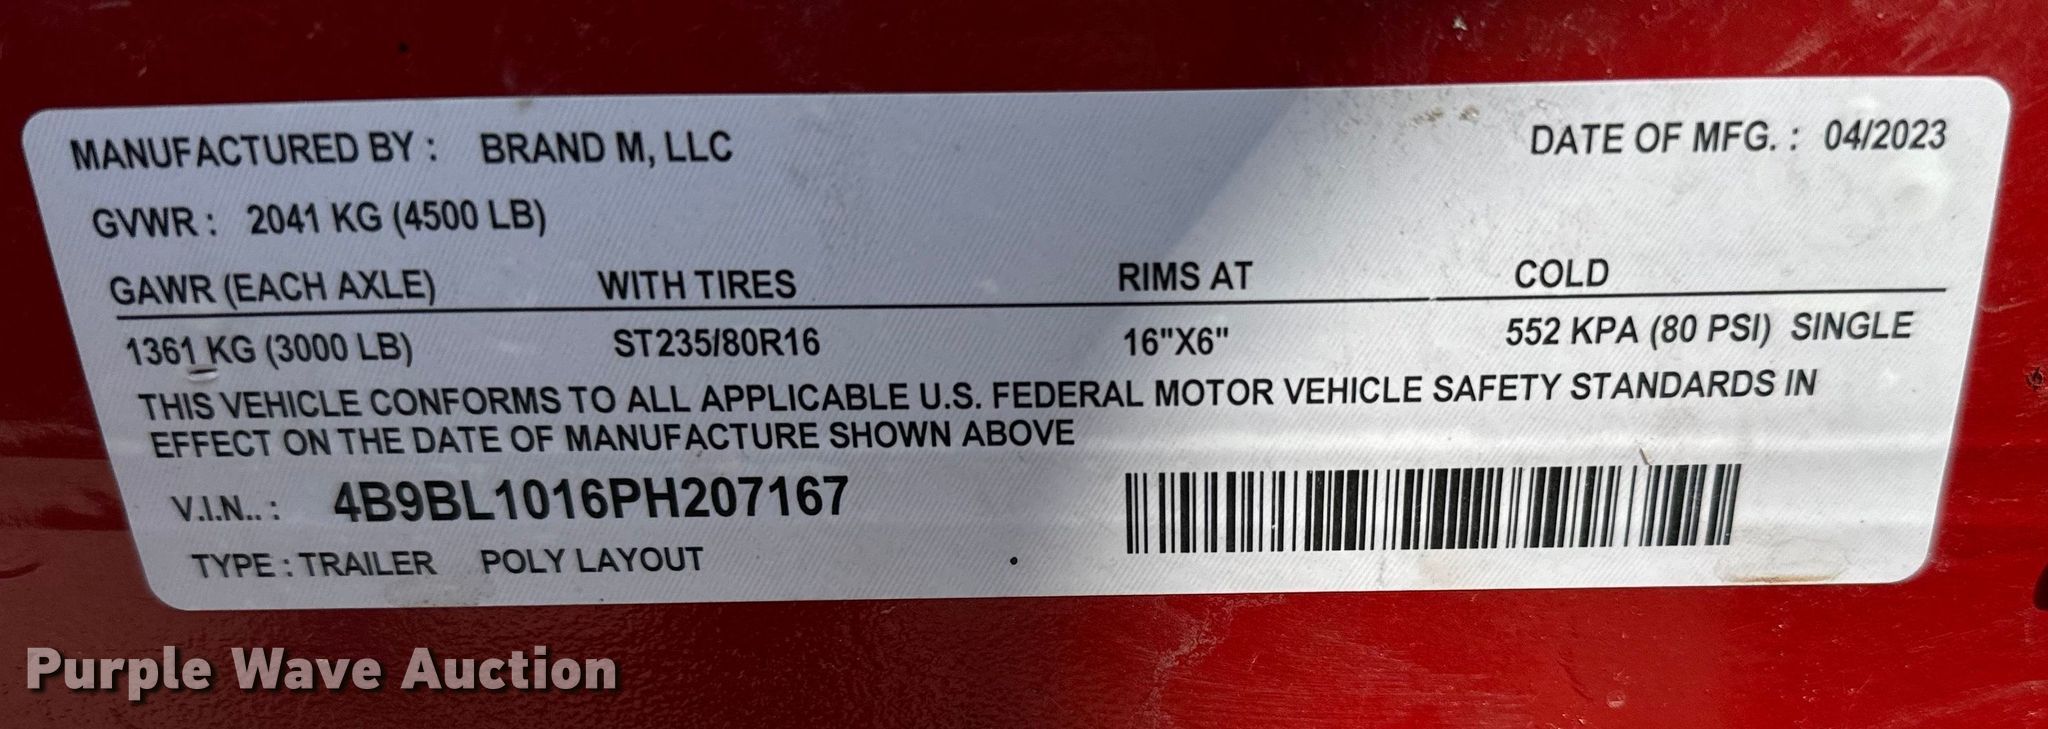 MANUFACTURED BY : BRAND M, LLC DATE OF MFG. : 04/2023
GVWR : 2041 KG (4500 LB)
GAWR (EACH AXLE) WITH TIRES RIMS AT COLD
1361 KG (3000 LB) ST235/80R16 16"X6" 552 KPA (80 PSI) SINGLE
THIS VEHICLE CONFORMS TO ALL APPLICABLE U.S. FEDERAL MOTOR VEHICLE SAFETY STANDARDS IN
EFFECT ON THE DATE OF MANUFACTURE SHOWN ABOVE
V.I.N.. : 4B9BL1016PH207167
TYPE : TRAILER POLY LAYOUT
Purple Wave Auction